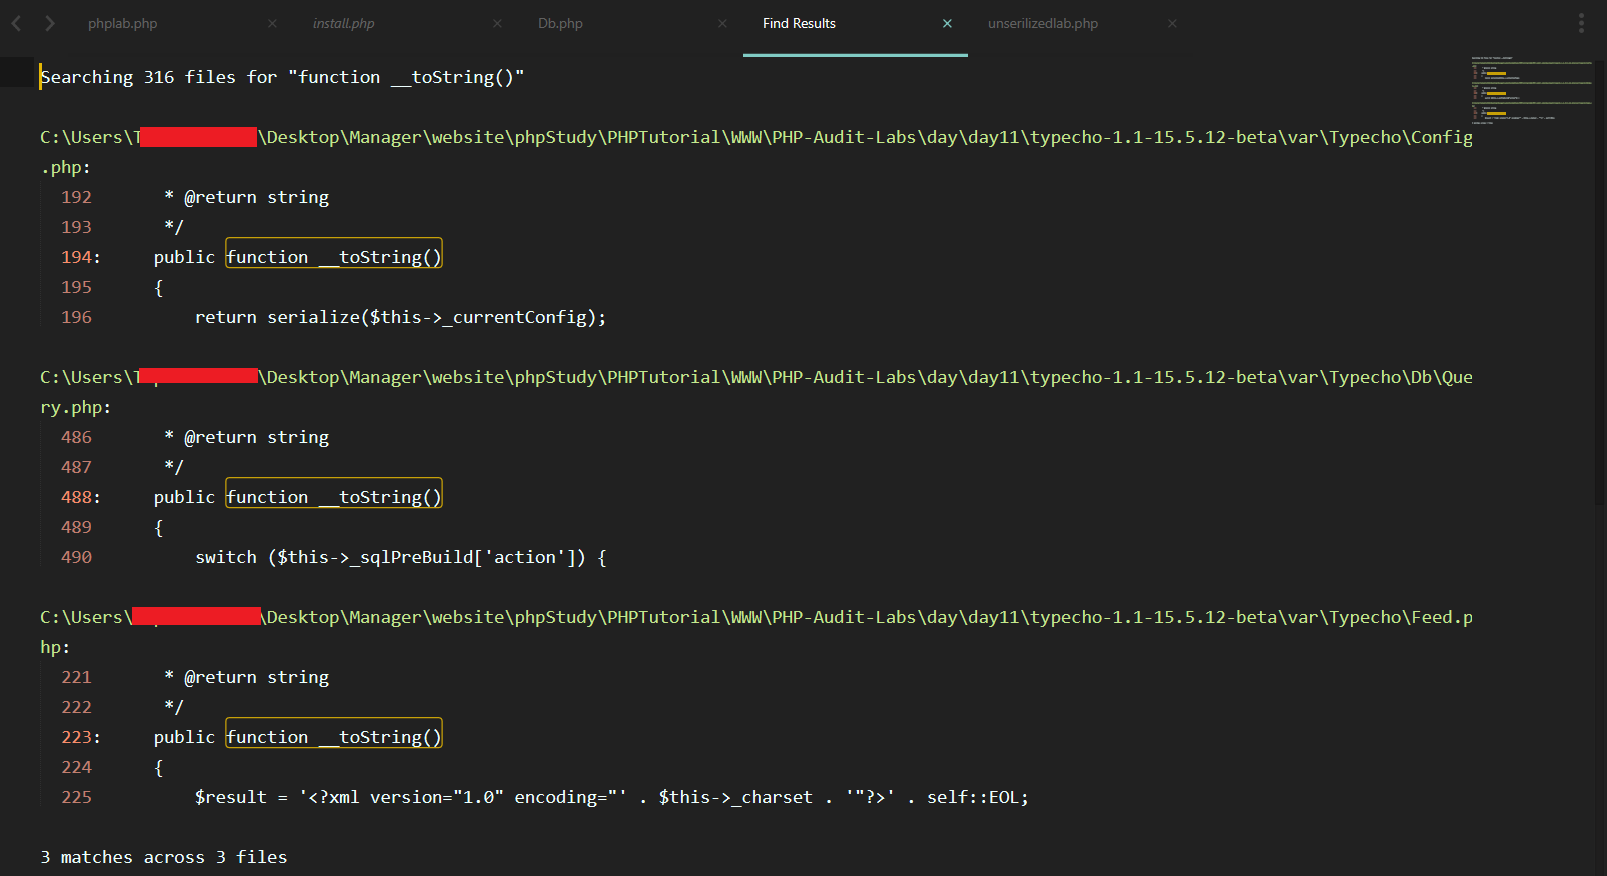 phplab.php × install.php × Db.php × Find Results × unserilizedlab.php ×
Searching 316 files for "function __toString()"
C:\Users\T\Desktop\Manager\website\phpStudy\PHPTutorial\WWW\PHP-Audit-Labs\day\day11\typecho-1.1-15.5.12-beta\var\Typecho\Config
.php:
192 * @return string
193 */
194: public function __toString()
195 {
196 return serialize($this->_currentConfig);
C:\Users\T\Desktop\Manager\website\phpStudy\PHPTutorial\WWW\PHP-Audit-Labs\day\day11\typecho-1.1-15.5.12-beta\var\Typecho\Db\Que
ry.php:
486 * @return string
487 */
488: public function __toString()
489 {
490 switch ($this->_sqlPreBuild['action']) {
C:\Users\\Desktop\Manager\website\phpStudy\PHPTutorial\WWW\PHP-Audit-Labs\day\day11\typecho-1.1-15.5.12-beta\var\Typecho\Feed.p
hp:
221 * @return string
222 */
223: public function __toString()
224 {
225 $result = '<?xml version="1.0" encoding="' . $this->_charset . '"?>' . self::EOL;
3 matches across 3 files